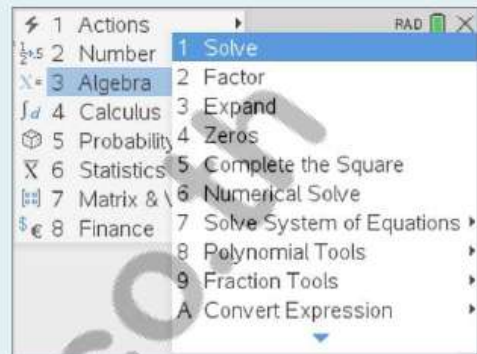 1 Actions
2 Number
3 Algebra
4 Calculus
5 Probability
6 Statistics
7 Matrix & V
8 Finance
RAD
1 Solve
2 Factor
3 Expand
4 Zeros
5 Complete the Square
6 Numerical Solve
7 Solve System of Equations
8 Polynomial Tools
9 Fraction Tools
A Convert Expression